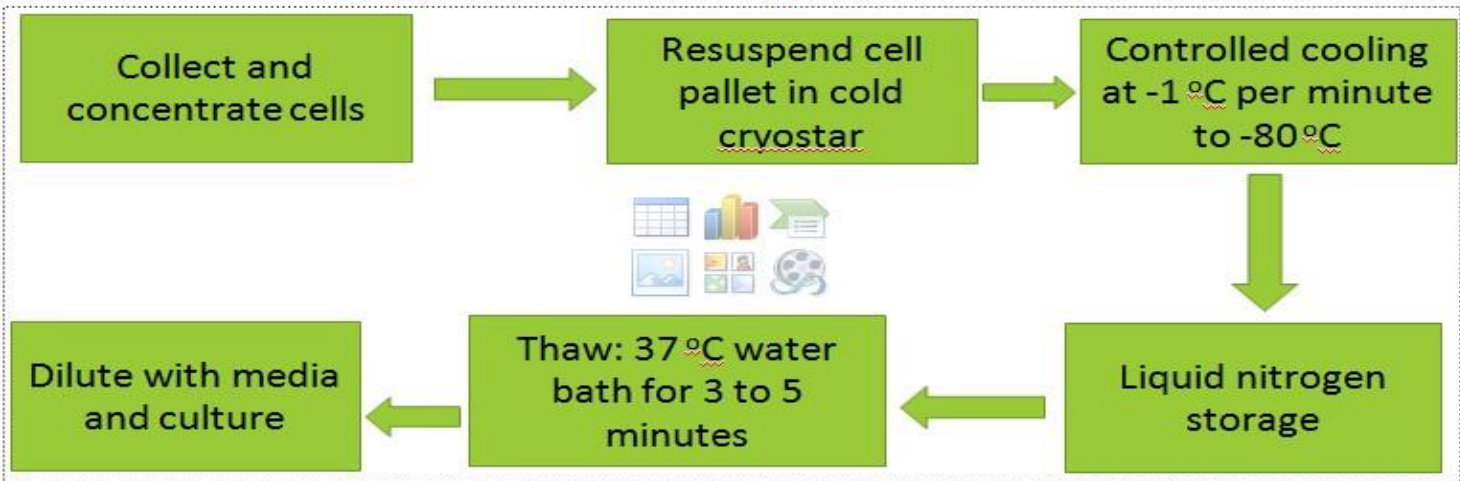 Collect and
concentrate cells
Resuspend cell
pallet in cold
cryostar
Controlled cooling
at -1 ºC per minute
to -80 ºC
Liquid nitrogen
storage
Thaw: 37 ºC water
bath for 3 to 5
minutes
Dilute with media
and culture